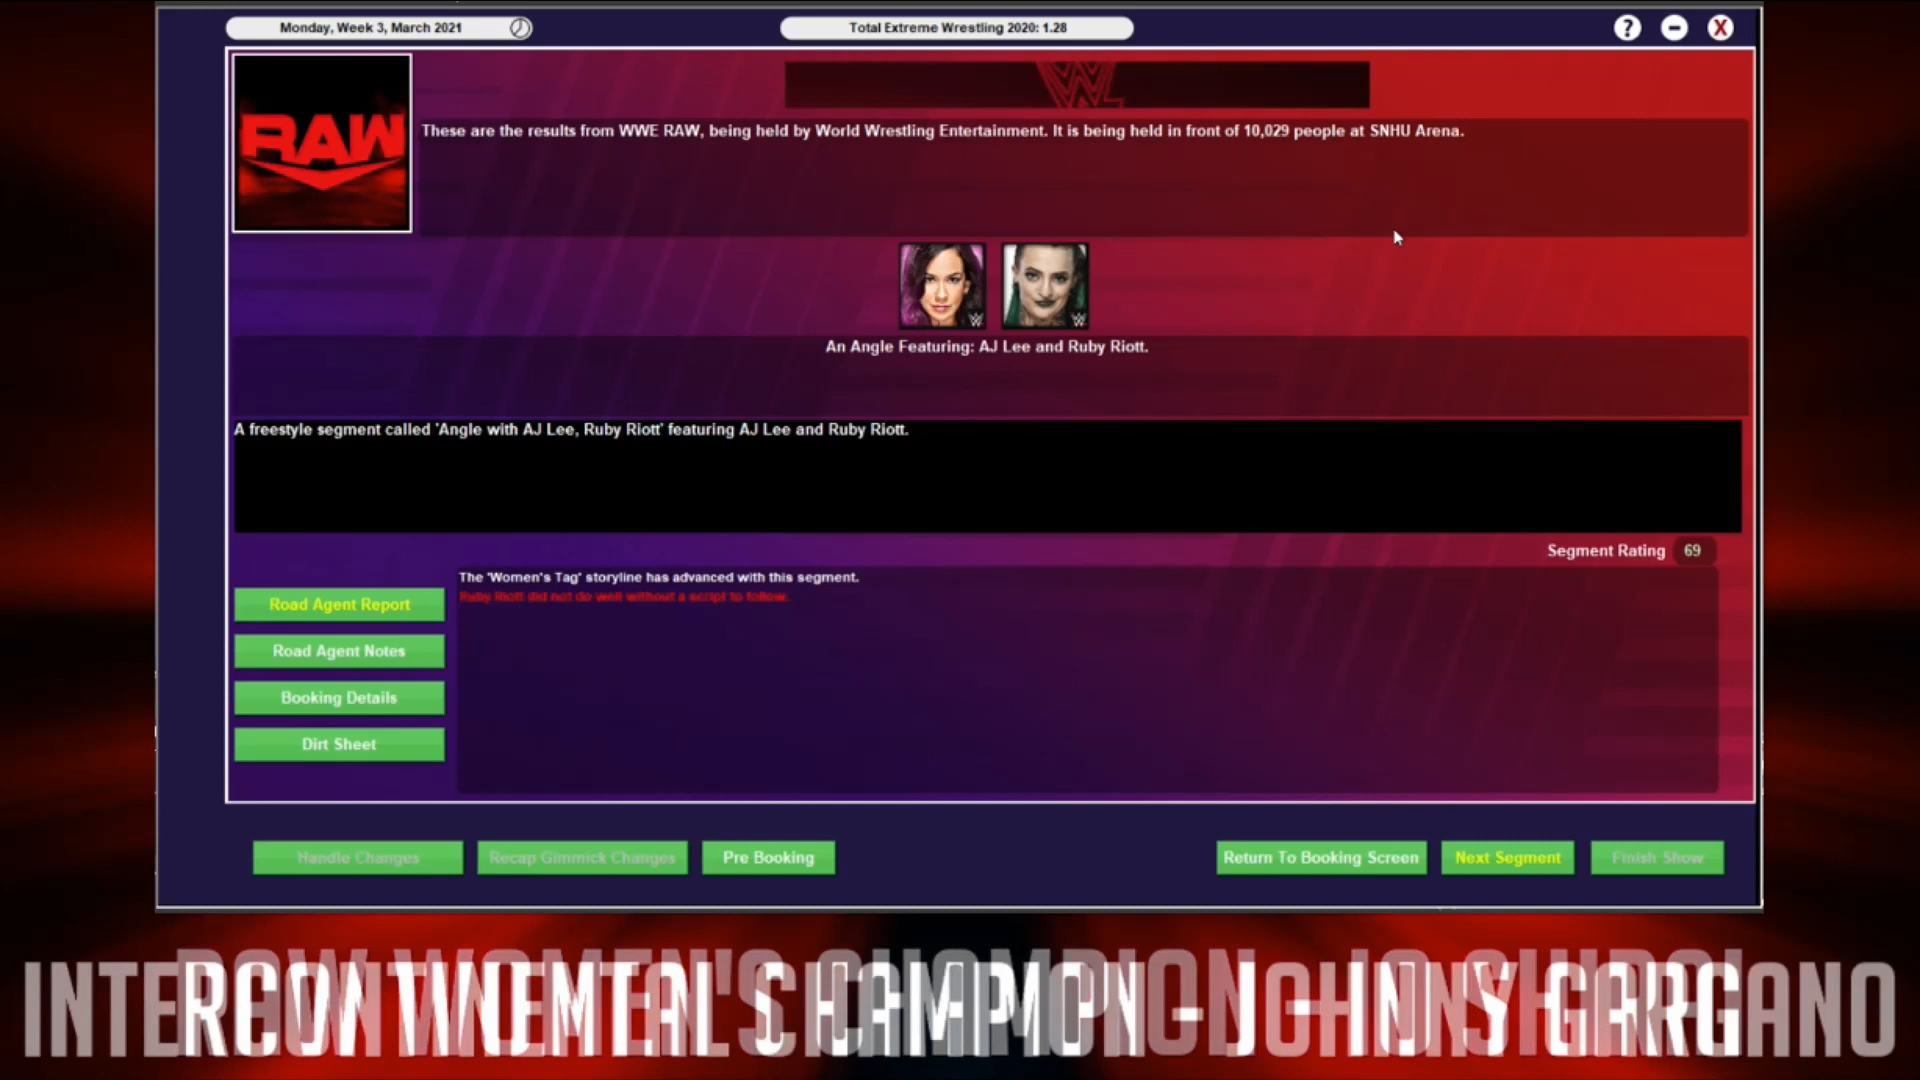 Monday, Week 3, March 2021
Total Extreme Wrestling 2020: 1.28
?
X
RAW
These are the results from WWE RAW, being held by World Wrestling Entertainment. It is being held in front of 10,029 people at SNHU Arena.
An Angle Featuring: AJ Lee and Ruby Riott.
A freestyle segment called 'Angle with AJ Lee, Ruby Riott' featuring AJ Lee and Ruby Riott.
Segment Rating 69
The 'Women's Tag' storyline has advanced with this segment.
Ruby Riott did not do well without a script to follow.
Road Agent Report
Road Agent Notes
Booking Details
Dirt Sheet
Handle Changes
Recap Gimmick Changes
Pre Booking
Return To Booking Screen
Next Segment
Finish Show